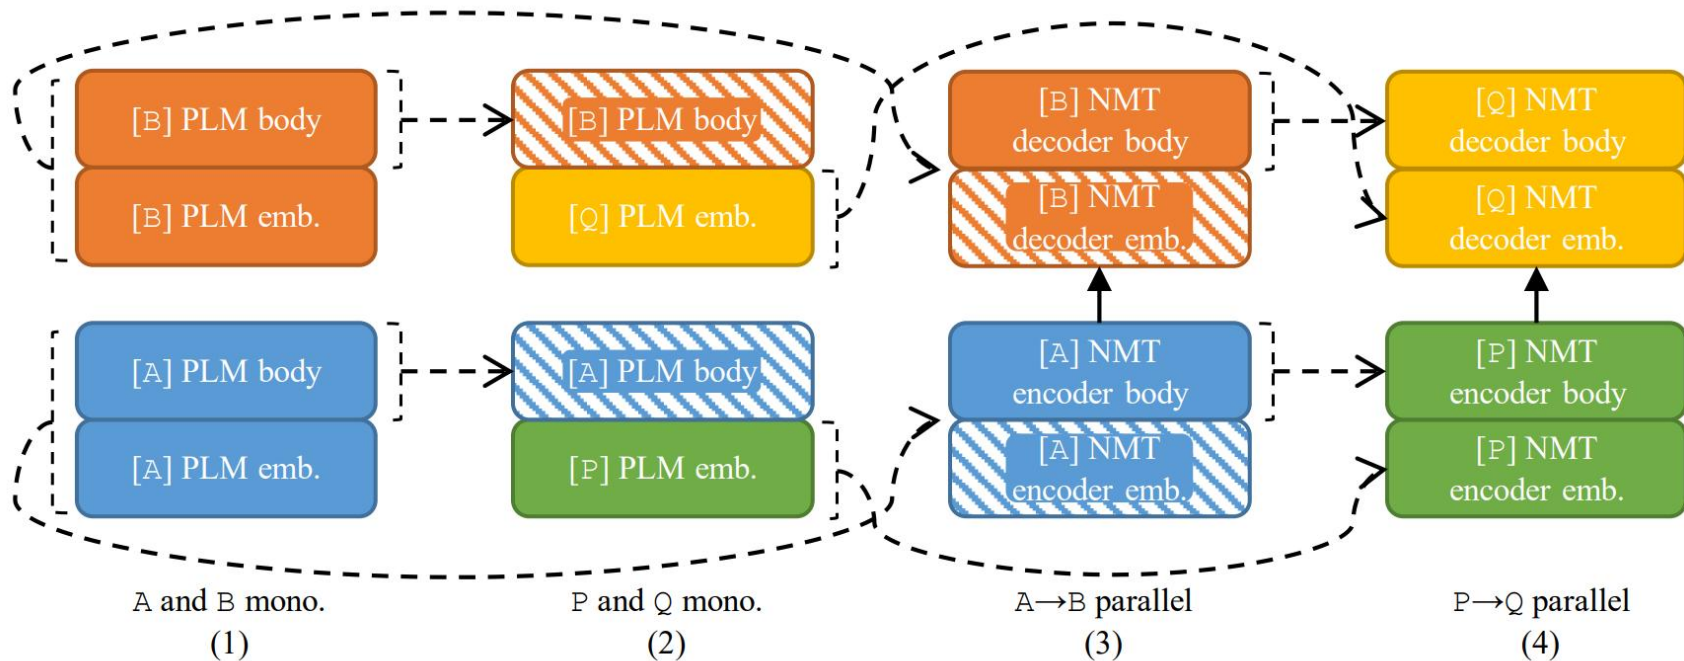 [B] PLM body
[B] PLM emb.
[A] PLM body
[A] PLM emb.
A and B mono.
(1)
[B] PLM body
[Q] PLM emb.
[A] PLM body
[P] PLM emb.
P and Q mono.
(2)
[B] NMT
decoder body
[B] NMT
decoder emb.
[A] NMT
encoder body
[A] NMT
encoder emb.
A→B parallel
(3)
[Q] NMT
decoder body
[Q] NMT
decoder emb.
[P] NMT
encoder body
[P] NMT
encoder emb.
P→Q parallel
(4)